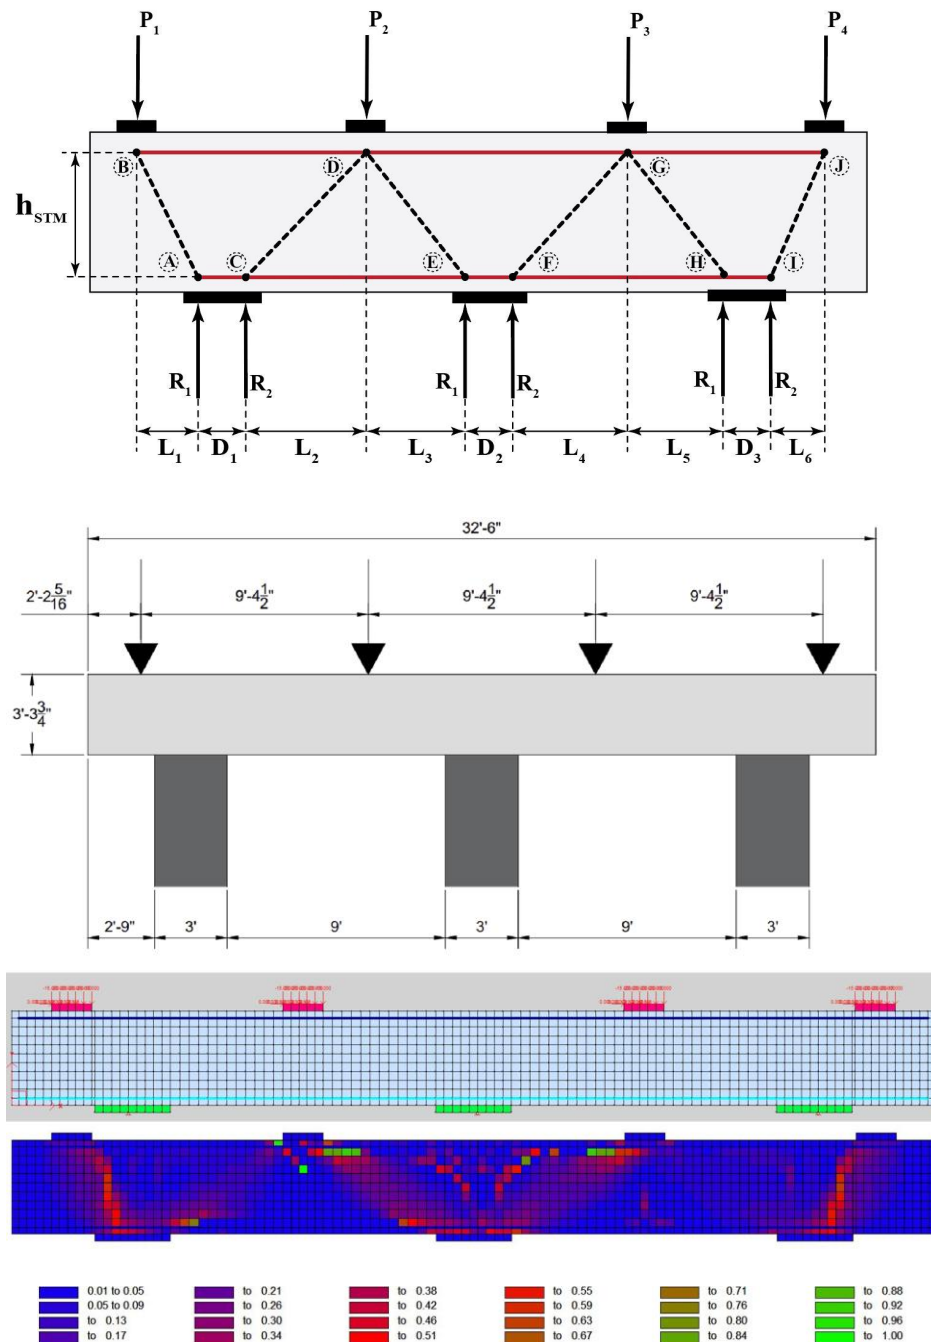 P1 P2 P3 P4
B D G J
hSTM
A C E F H I
R1 R2 R1 R2 R1 R2
L1 D1 L2 L3 D2 L4 L5 D3 L6
32'-6"
2'-2 5/16" 9'-4 1/2" 9'-4 1/2" 9'-4 1/2"
3'-3 3/4"
2'-9" 3' 9' 3' 9' 3'
0.01 to 0.05 to 0.21 to 0.38 to 0.55 to 0.71 to 0.88
0.05 to 0.09 to 0.26 to 0.42 to 0.59 to 0.76 to 0.92
to 0.13 to 0.30 to 0.46 to 0.63 to 0.80 to 0.96
to 0.17 to 0.34 to 0.51 to 0.67 to 0.84 to 1.00